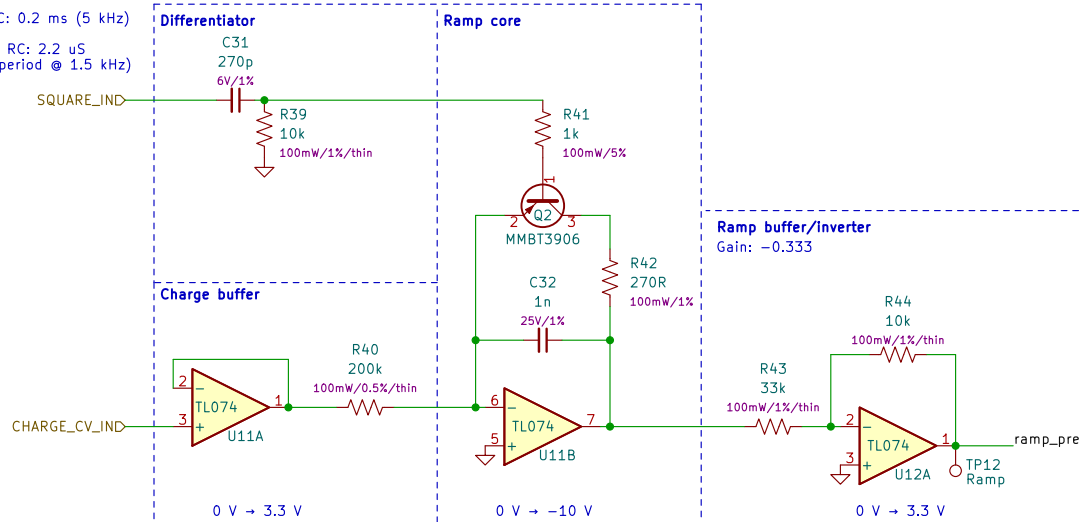 C: 0.2 ms (5 kHz)
RC: 2.2 uS
period @ 1.5 kHz)
Differentiator
Ramp core
C31
270p
6V/1%
SQUARE_IN
R39
10k
100mW/1%/thin
R41
1k
100mW/5%
1
2
Q2
3
MMBT3906
R42
270R
100mW/1%
C32
1n
25V/1%
Charge buffer
R40
200k
100mW/0.5%/thin
2
−
TL074
1
3
+
U11A
CHARGE_CV_IN
6
−
TL074
7
5
+
U11B
Ramp buffer/inverter
Gain: −0.333
R44
10k
100mW/1%/thin
R43
33k
100mW/1%/thin
2
−
TL074
1
3
+
U12A
ramp_pre
TP12
Ramp
0 V → 3.3 V
0 V → −10 V
0 V → 3.3 V